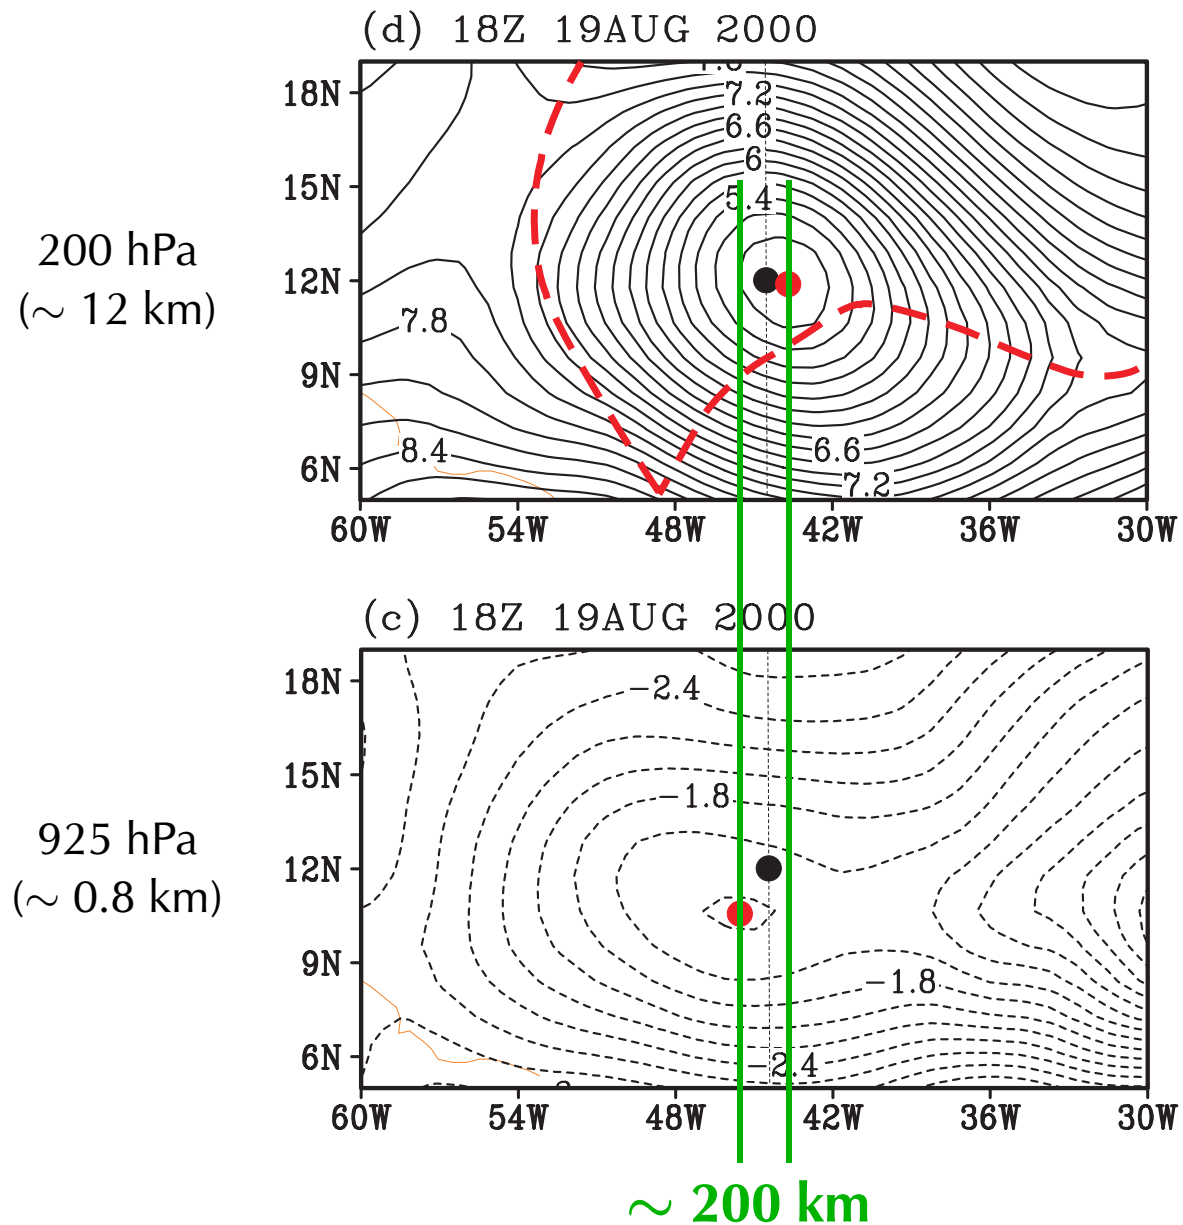 (d) 18Z 19AUG 2000
18N
15N
12N
9N
6N
7.2
6.6
6
5.4
7.8
8.4
6.6
7.2
60W 54W 48W 42W 36W 30W
200 hPa
(∼ 12 km)
(c) 18Z 19AUG 2000
18N
15N
12N
9N
6N
−2.4
−1.8
−1.8
−2.4
60W 54W 48W 42W 36W 30W
925 hPa
(∼ 0.8 km)
∼ 200 km